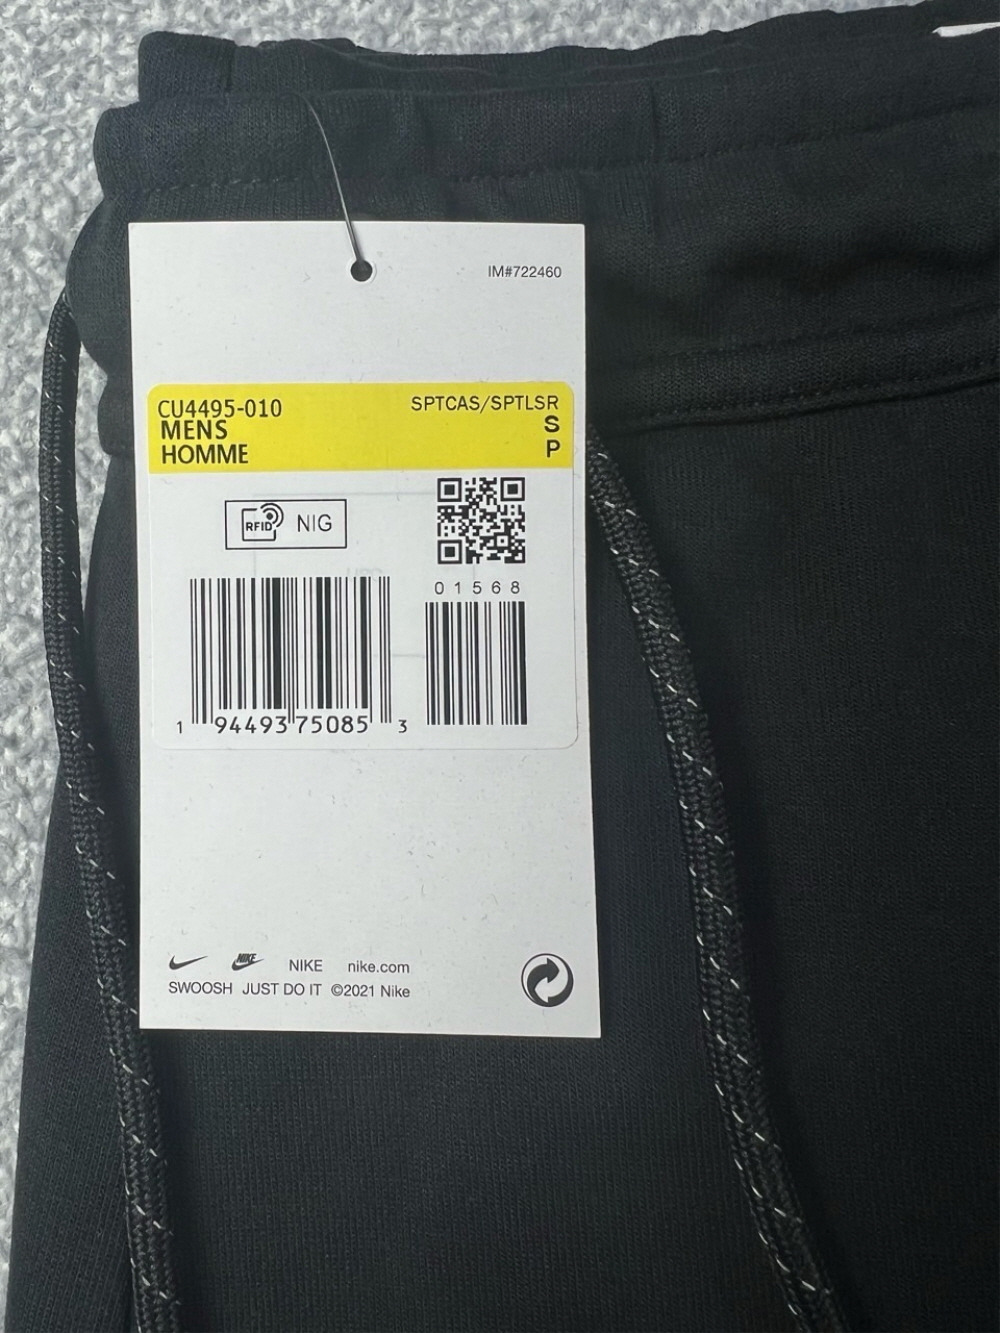 IM#722460
CU4495-010 SPTCAS/SPTLSR
MENS S
HOMME P
RFID NIG
01568
1 94493 75085 3
NIKE NIKE nike.com
SWOOSH JUST DO IT ©2021 Nike